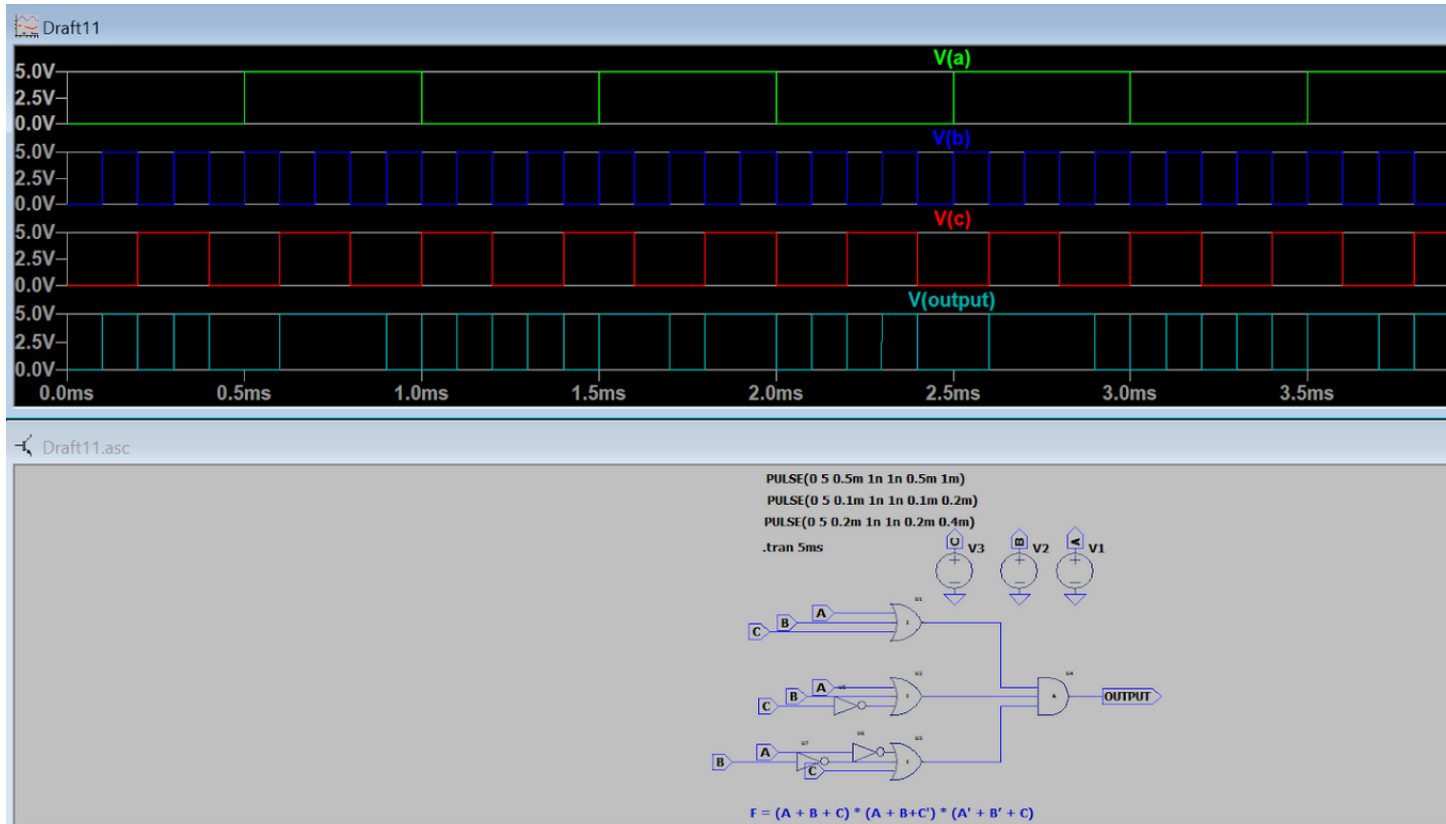 Draft11
V(a)
5.0V
2.5V
0.0V
V(b)
5.0V
2.5V
0.0V
V(c)
5.0V
2.5V
0.0V
V(output)
5.0V
2.5V
0.0V
0.0ms 0.5ms 1.0ms 1.5ms 2.0ms 2.5ms 3.0ms 3.5ms
Draft11.asc
PULSE(0 5 0.5m 1n 1n 0.5m 1m)
PULSE(0 5 0.1m 1n 1n 0.1m 0.2m)
PULSE(0 5 0.2m 1n 1n 0.2m 0.4m)
.tran 5ms
C V3 B V2 A V1
U1
A
B
C
U2 U4
A U5
B
C
OUTPUT
U7 U6 U3
A
B
C
F = (A + B + C) * (A + B+C') * (A' + B' + C)